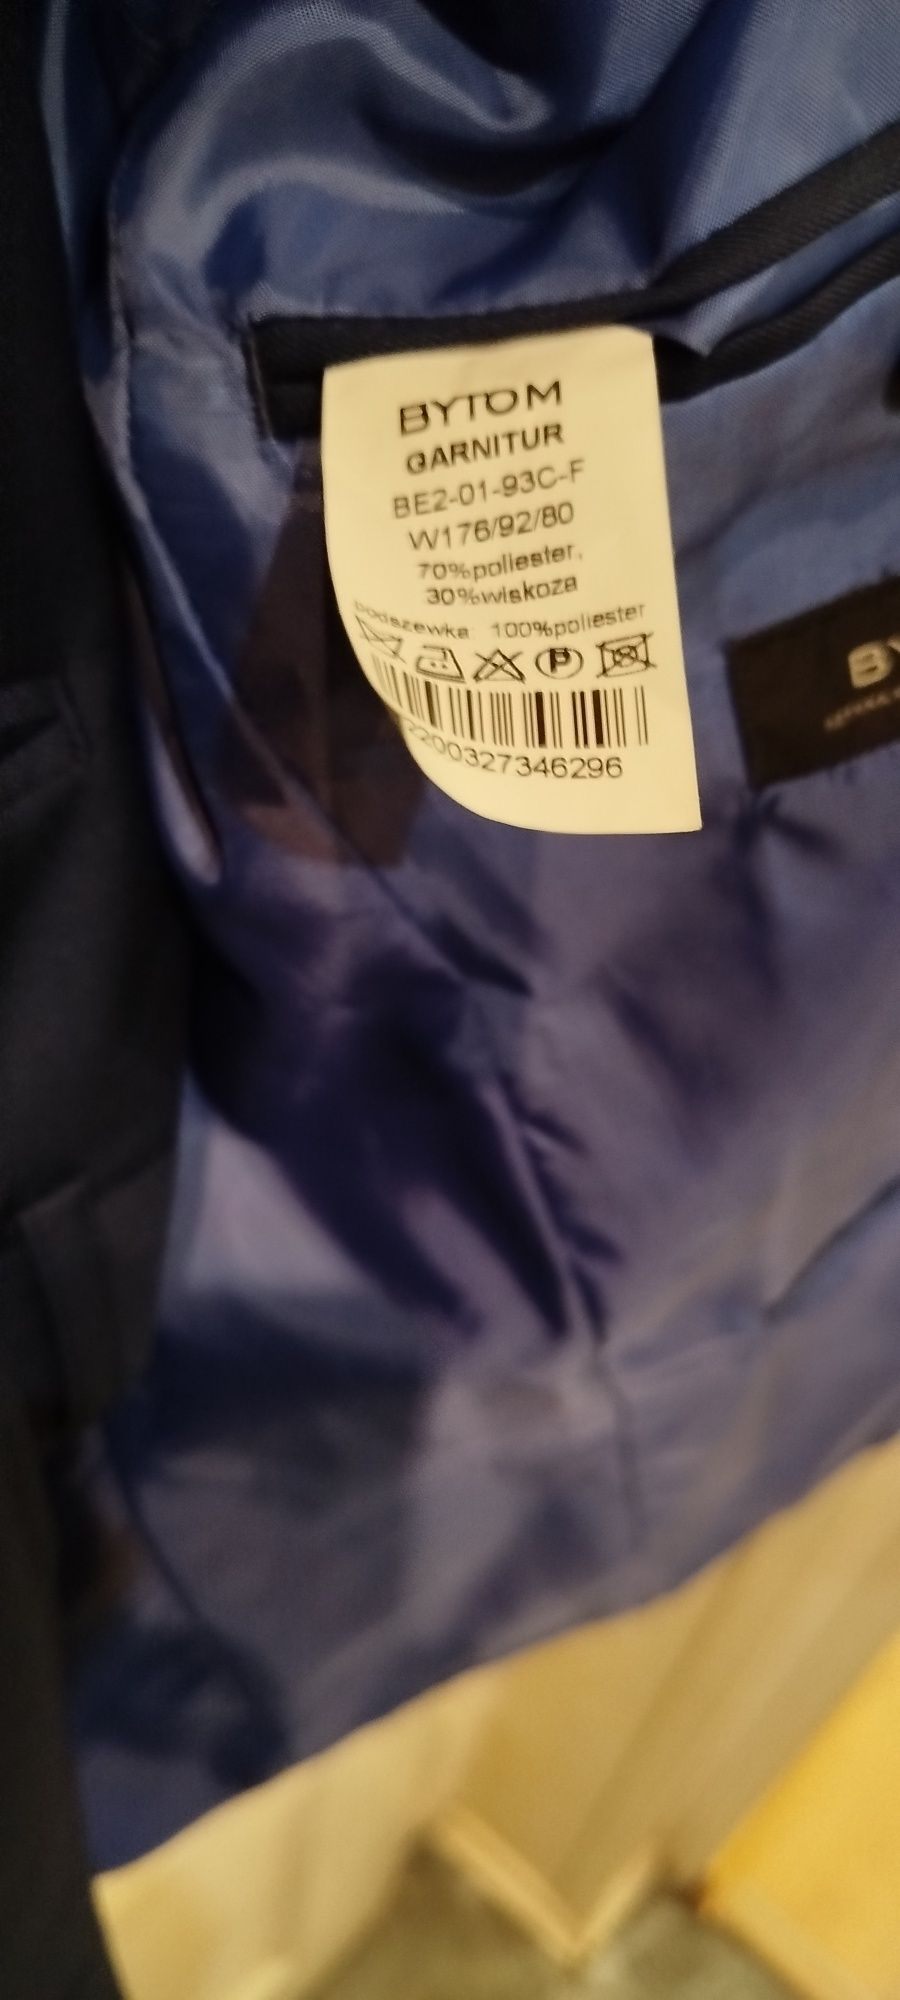 BYTOM
GARNITUR
BE2-01-93C-F
W176/92/80
70%poliester,
30%wiskoza
podszewka: 100%poliester
P
2200327346296